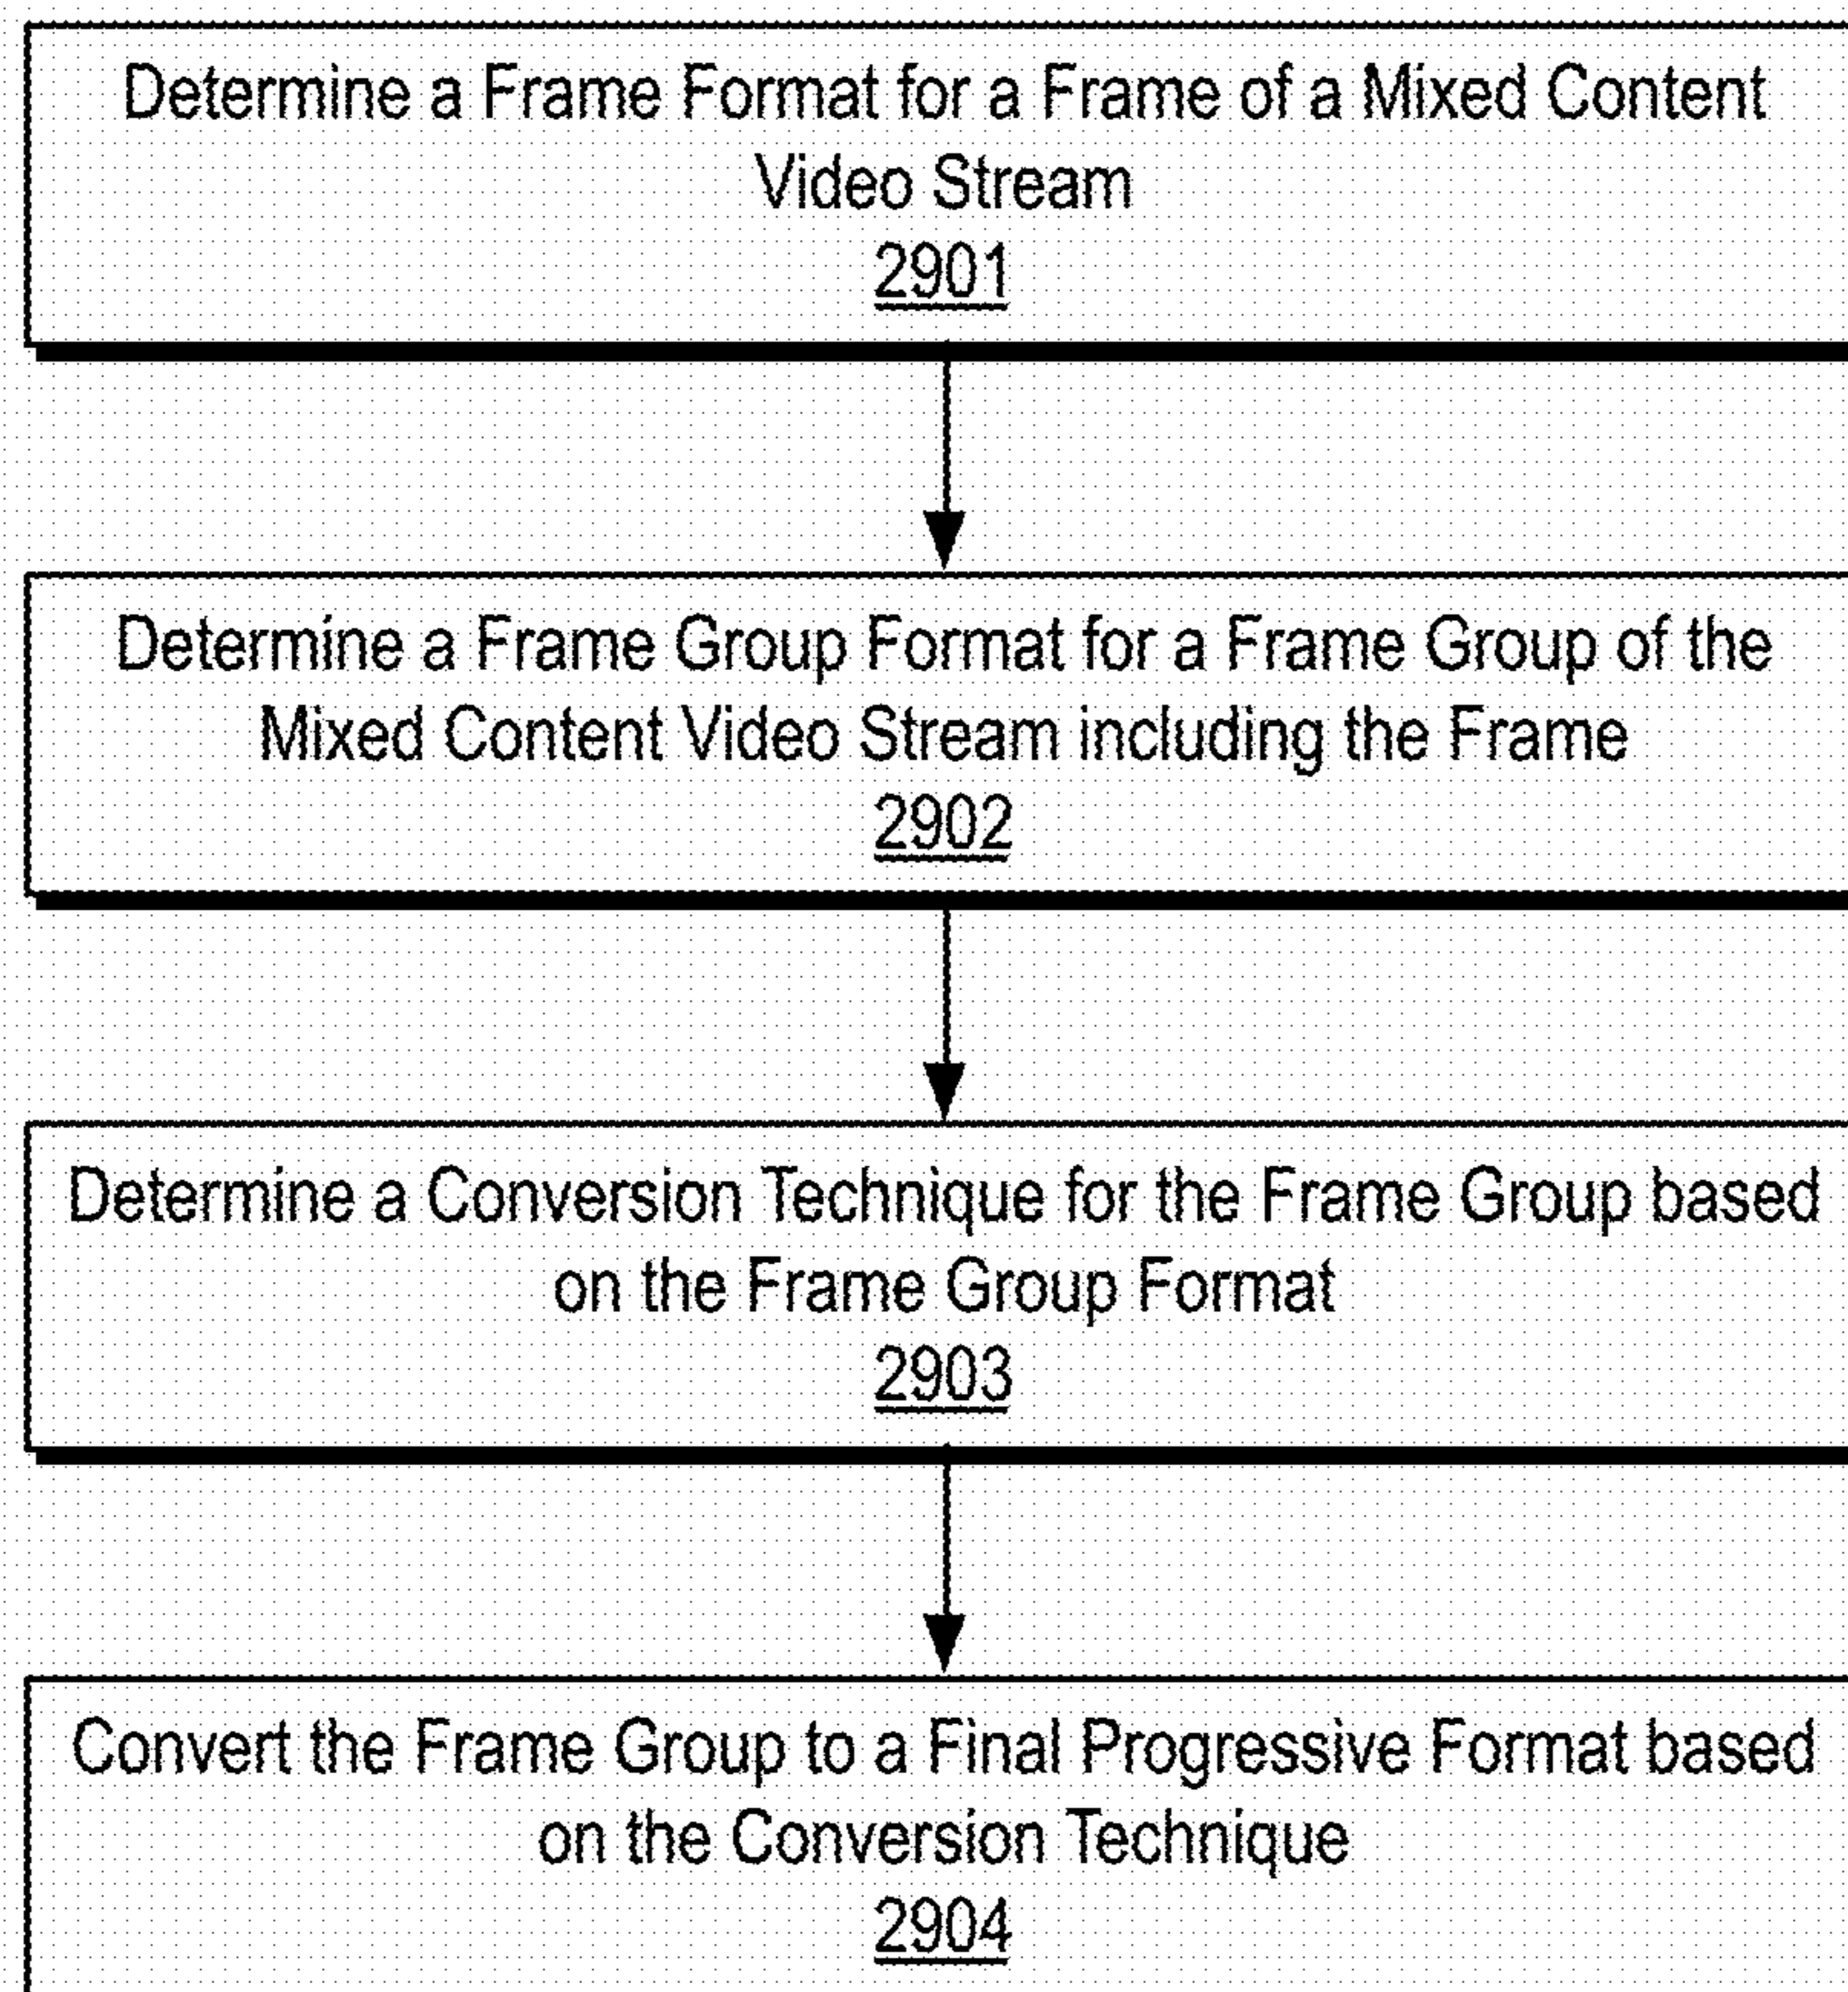 Determine a Frame Format for a Frame of a Mixed Content
Video Stream
2901
Determine a Frame Group Format for a Frame Group of the
Mixed Content Video Stream including the Frame
2902
Determine a Conversion Technique for the Frame Group based
on the Frame Group Format
2903
Convert the Frame Group to a Final Progressive Format based
on the Conversion Technique
2904